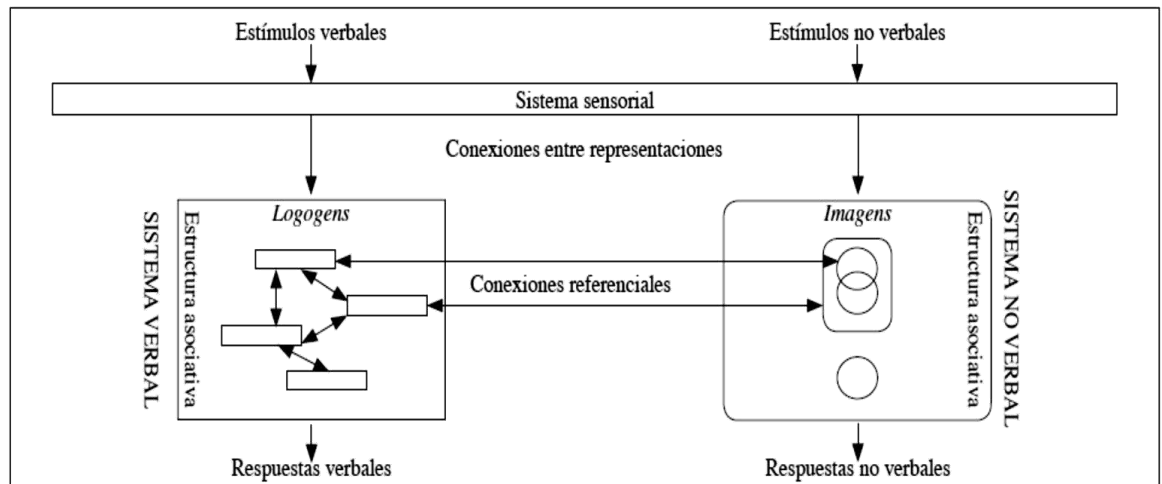 Estímulos verbales
Estímulos no verbales
Sistema sensorial
Conexiones entre representaciones
SISTEMA VERBAL
Estructura asociativa
Logogens
Conexiones referenciales
Imagens
Estructura asociativa
SISTEMA NO VERBAL
Respuestas verbales
Respuestas no verbales